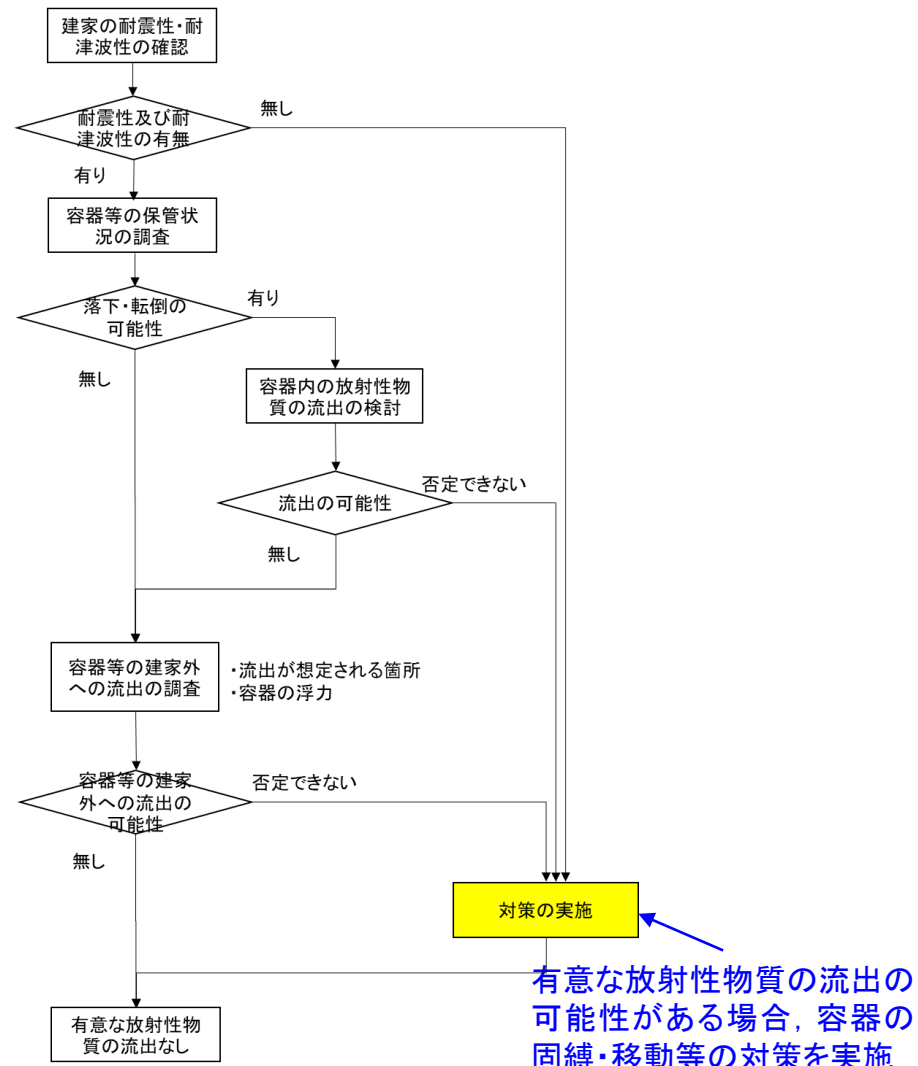 建家の耐震性・耐
津波性の確認
耐震性及び耐
津波性の有無
無し
有り
容器等の保管状
況の調査
落下・転倒の
可能性
有り
無し
容器内の放射性物
質の流出の検討
流出の可能性
否定できない
無し
容器等の建家外
への流出の調査
・流出が想定される箇所
・容器の浮力
容器等の建家
外への流出の
可能性
否定できない
無し
対策の実施
有意な放射性物質の流出の
可能性がある場合，容器の
固縛・移動等の対策を実施
有意な放射性物
質の流出なし